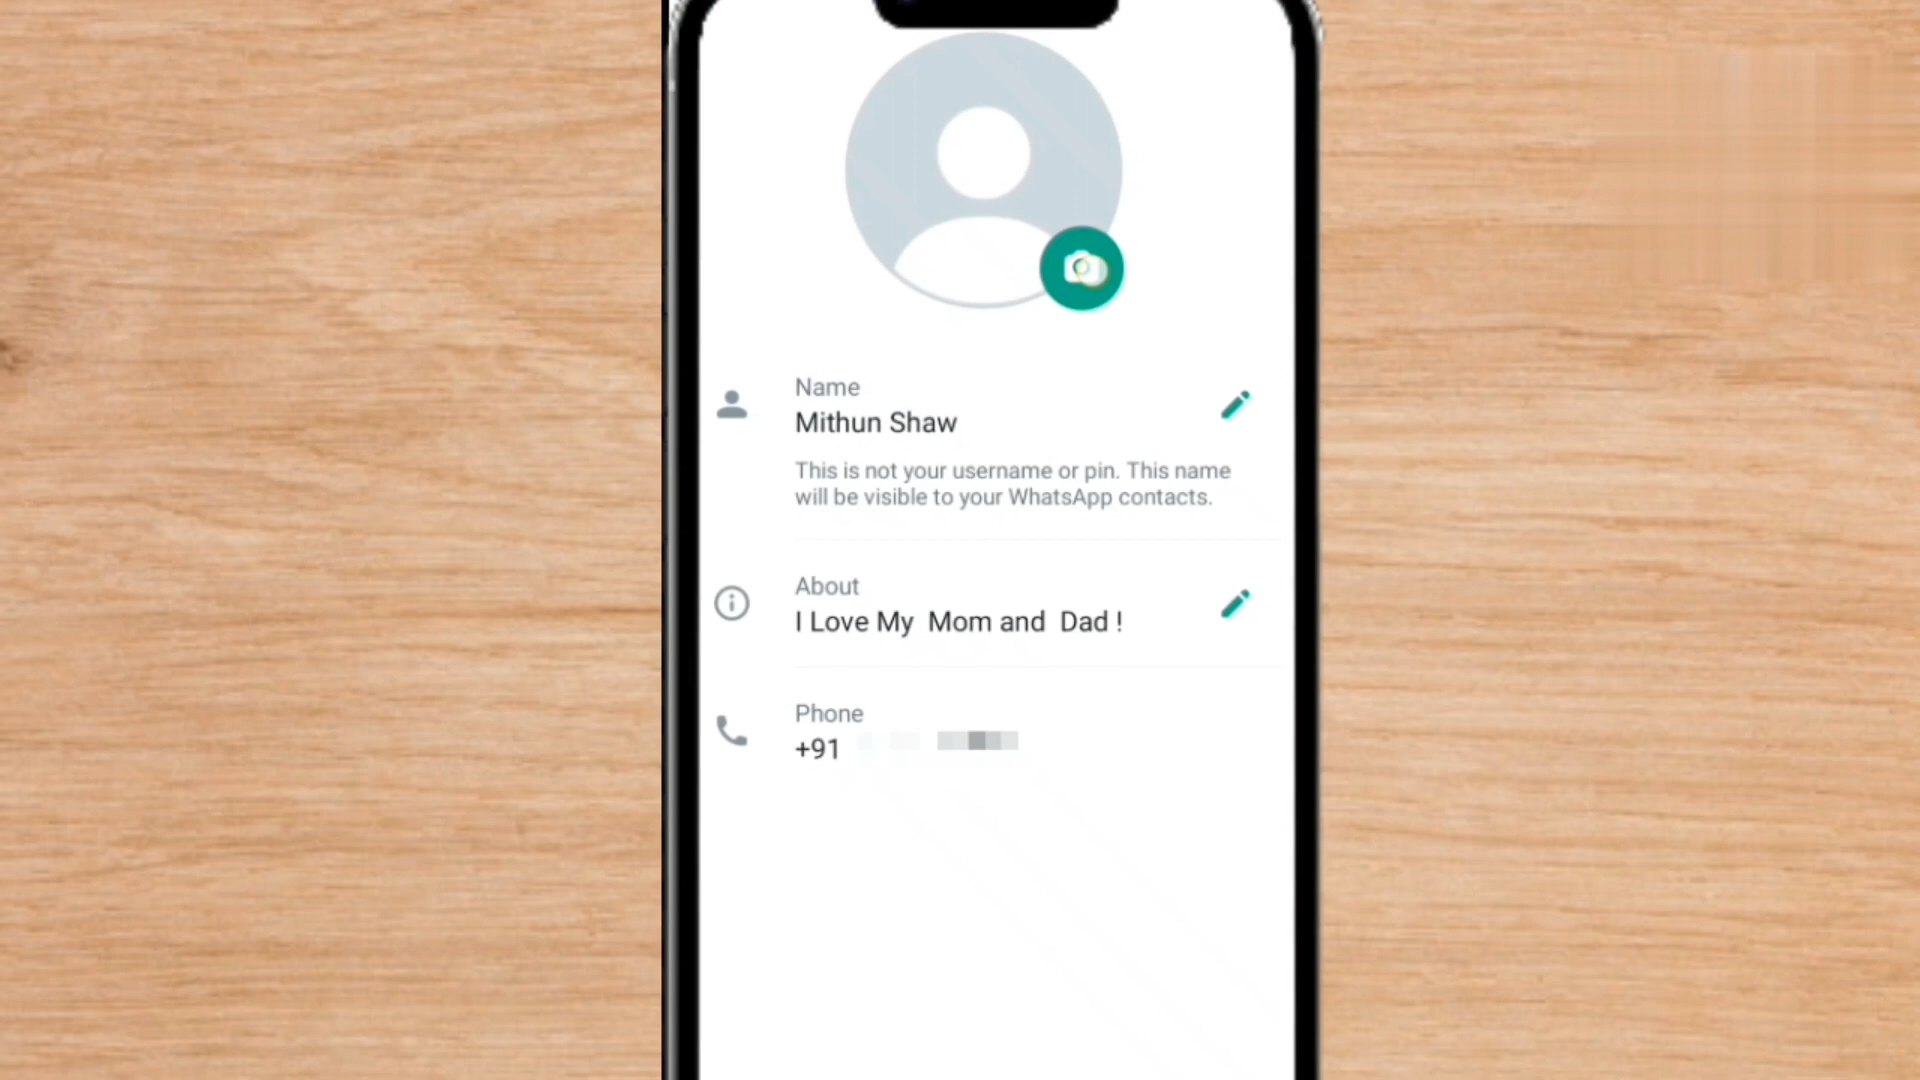 Name
Mithun Shaw
This is not your username or pin. This name
will be visible to your WhatsApp contacts.
About
I Love My  Mom and  Dad !
Phone
+91